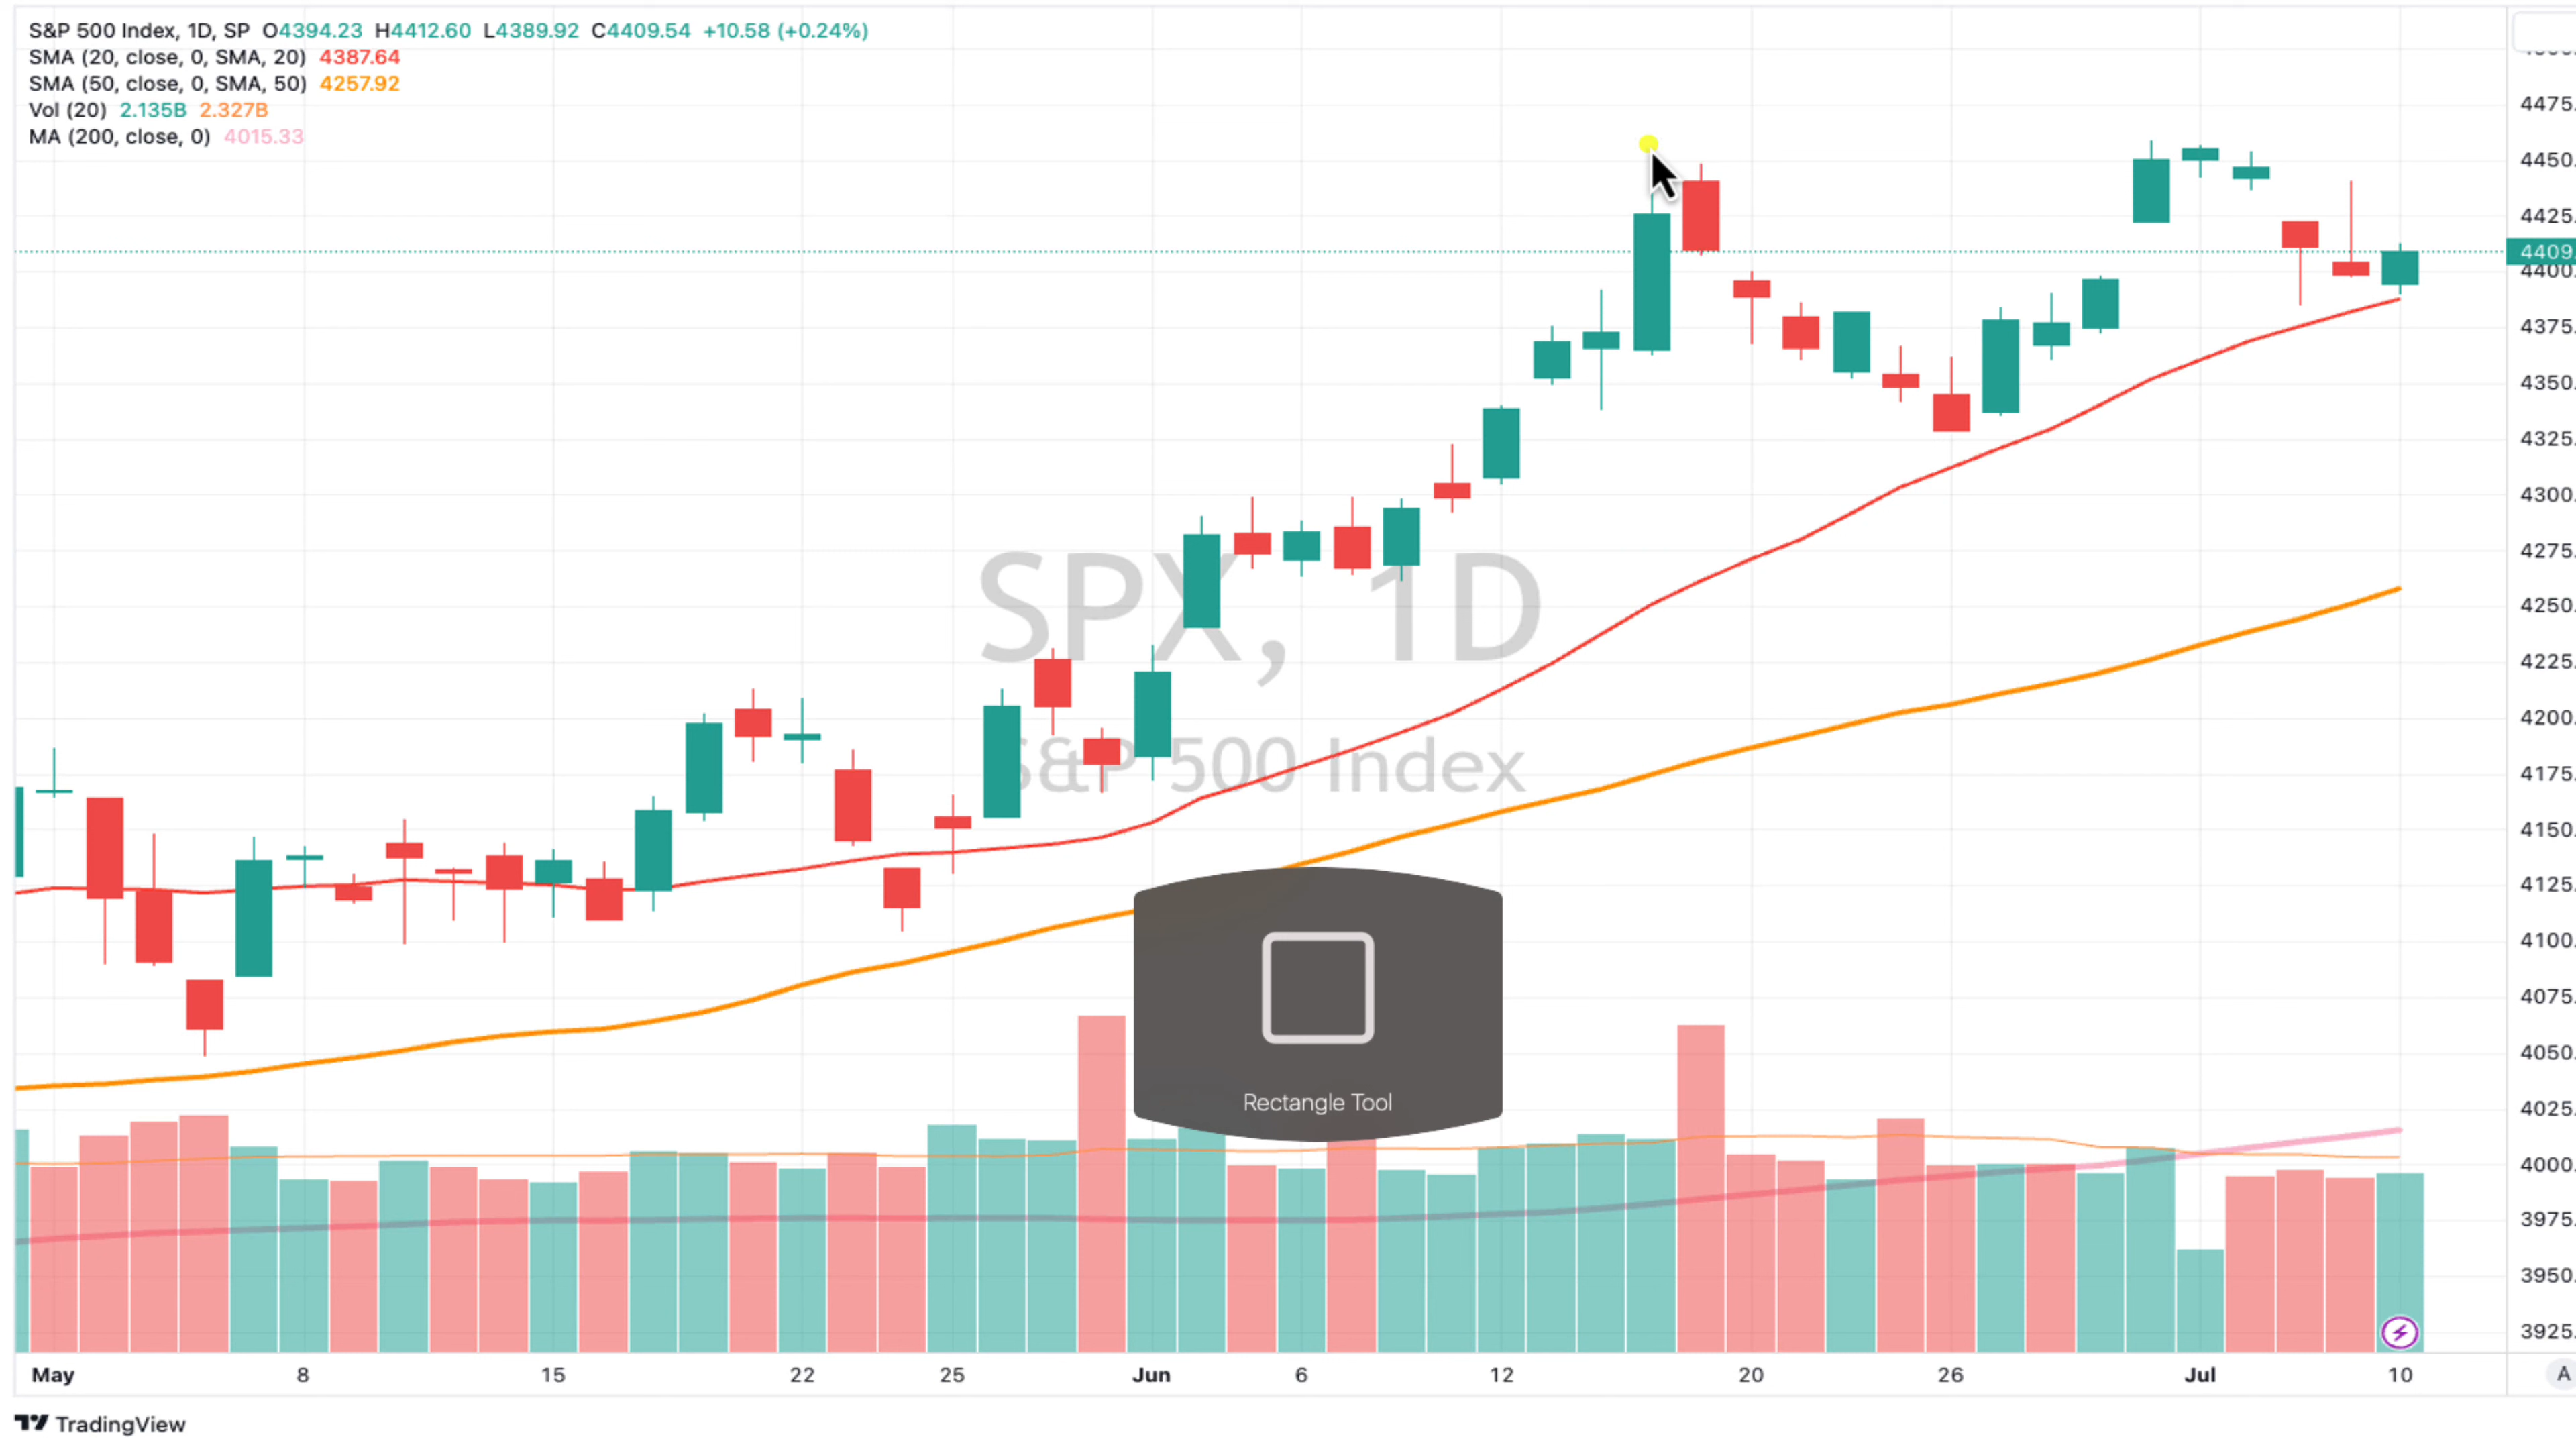 S&P 500 Index, 1D, SP O4394.23 H4412.60 L4389.92 C4409.54 +10.58 (+0.24%)
SMA (20, close, 0, SMA, 20) 4387.64
SMA (50, close, 0, SMA, 50) 4257.92
Vol (20) 2.135B 2.327B
MA (200, close, 0) 4015.33
4475.
4450.
4425.
4409.
4400.
4375.
4350.
4325.
4300.
4275.
4250.
4225.
4200.
4175.
4150.
4125.
4100.
4075.
4050.
4025.
4000.
3975.
3950.
3925.
SPX, 1D
S&P 500 Index
Rectangle Tool
May 8 15 22 25 Jun 6 12 20 26 Jul 10 A
TradingView